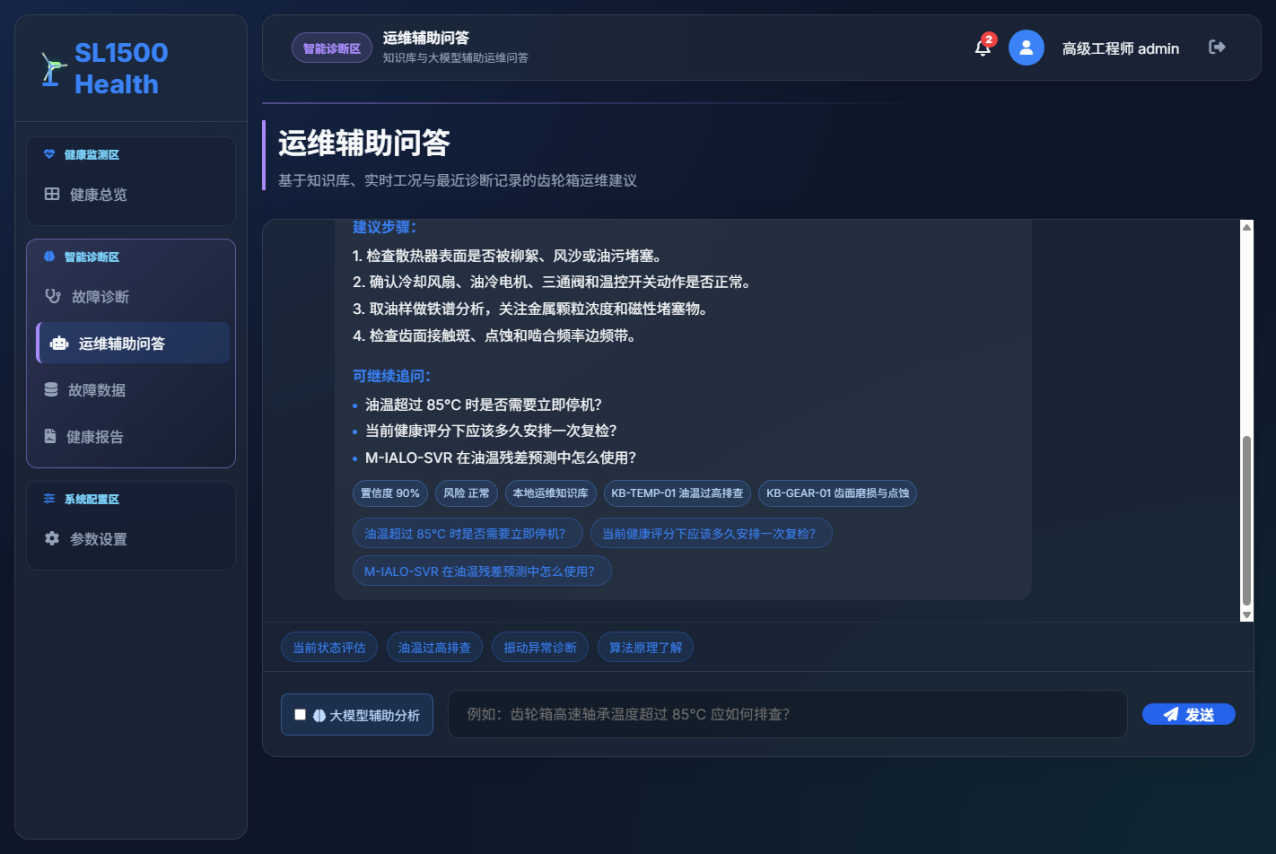 SL1500
Health
健康监测区
健康总览
智能诊断区
故障诊断
运维辅助问答
故障数据
健康报告
系统配置区
参数设置
智能诊断区
运维辅助问答
知识库与大模型辅助运维问答
2
高级工程师 admin
运维辅助问答
基于知识库、实时工况与最近诊断记录的齿轮箱运维建议
建议步骤：
1. 检查散热器表面是否被柳絮、风沙或油污堵塞。
2. 确认冷却风扇、油冷电机、三通阀和温控开关动作是否正常。
3. 取油样做铁谱分析，关注金属颗粒浓度和磁性堵塞物。
4. 检查齿面接触斑、点蚀和啮合频率边频带。
可继续追问：
• 油温超过 85°C 时是否需要立即停机？
• 当前健康评分下应该多久安排一次复检？
• M-IALO-SVR 在油温残差预测中怎么使用？
置信度 90%
风险 正常
本地运维知识库
KB-TEMP-01 油温过高排查
KB-GEAR-01 齿面磨损与点蚀
油温超过 85°C 时是否需要立即停机？
当前健康评分下应该多久安排一次复检？
M-IALO-SVR 在油温残差预测中怎么使用？
当前状态评估
油温过高排查
振动异常诊断
算法原理了解
大模型辅助分析
例如：齿轮箱高速轴承温度超过 85°C 应如何排查？
发送